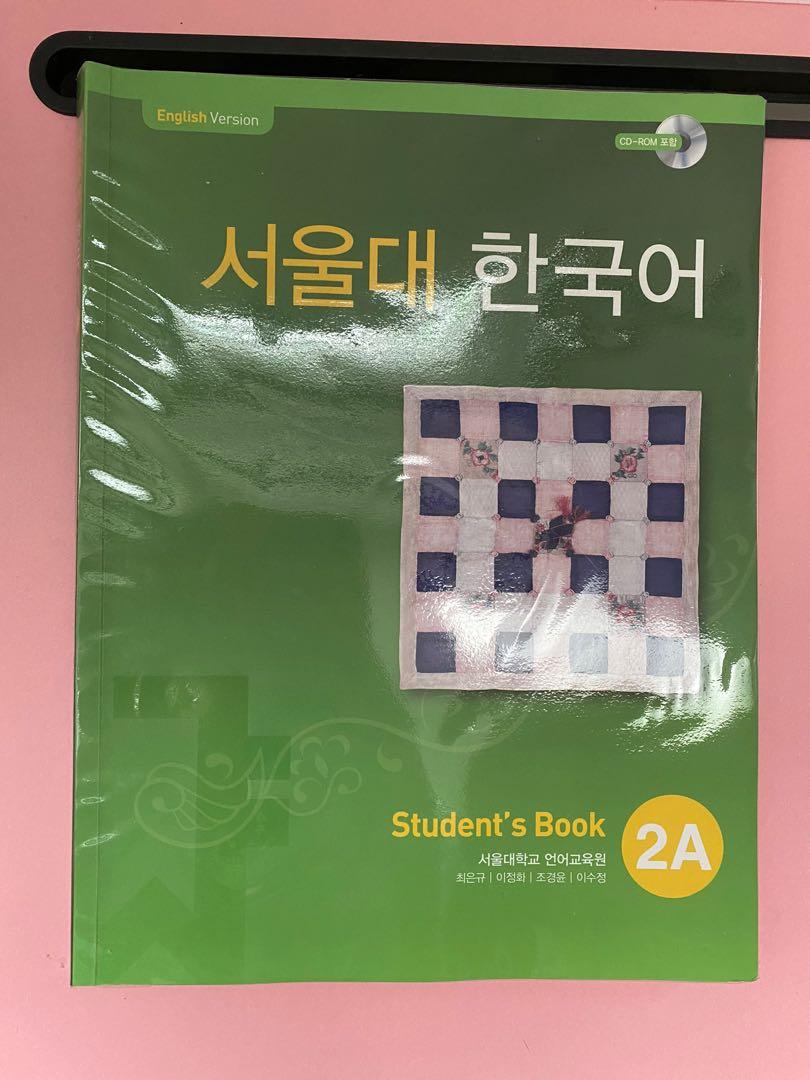 English Version
CD-ROM 포함
서울대 한국어
Student's Book
2A
서울대학교 언어교육원
최은규 | 이정화 | 조경윤 | 이수정